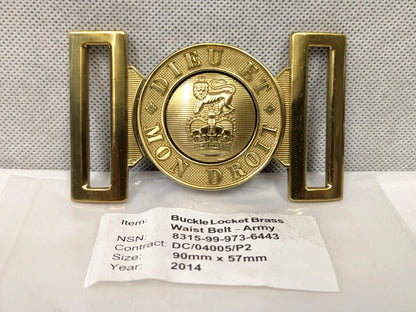 DIEU ET
MON DROIT
Item: Buckle Locket Brass
Waist Belt – Army
NSN: 8315-99-973-6443
Contract: DC/04005/P2
Size: 90mm x 57mm
Year: 2014